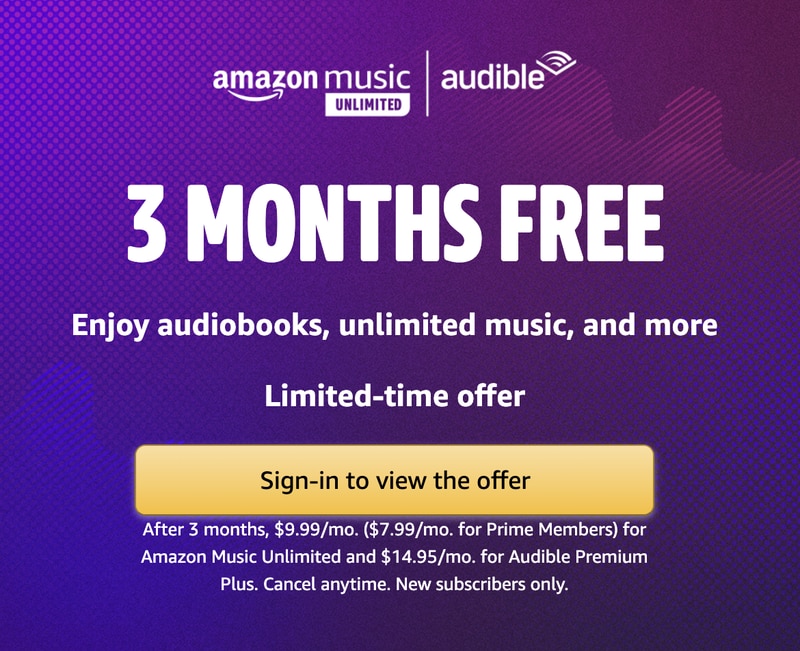 amazon music | audible
UNLIMITED
3 MONTHS FREE
Enjoy audiobooks, unlimited music, and more
Limited-time offer
Sign-in to view the offer
After 3 months, $9.99/mo. ($7.99/mo. for Prime Members) for
Amazon Music Unlimited and $14.95/mo. for Audible Premium
Plus. Cancel anytime. New subscribers only.